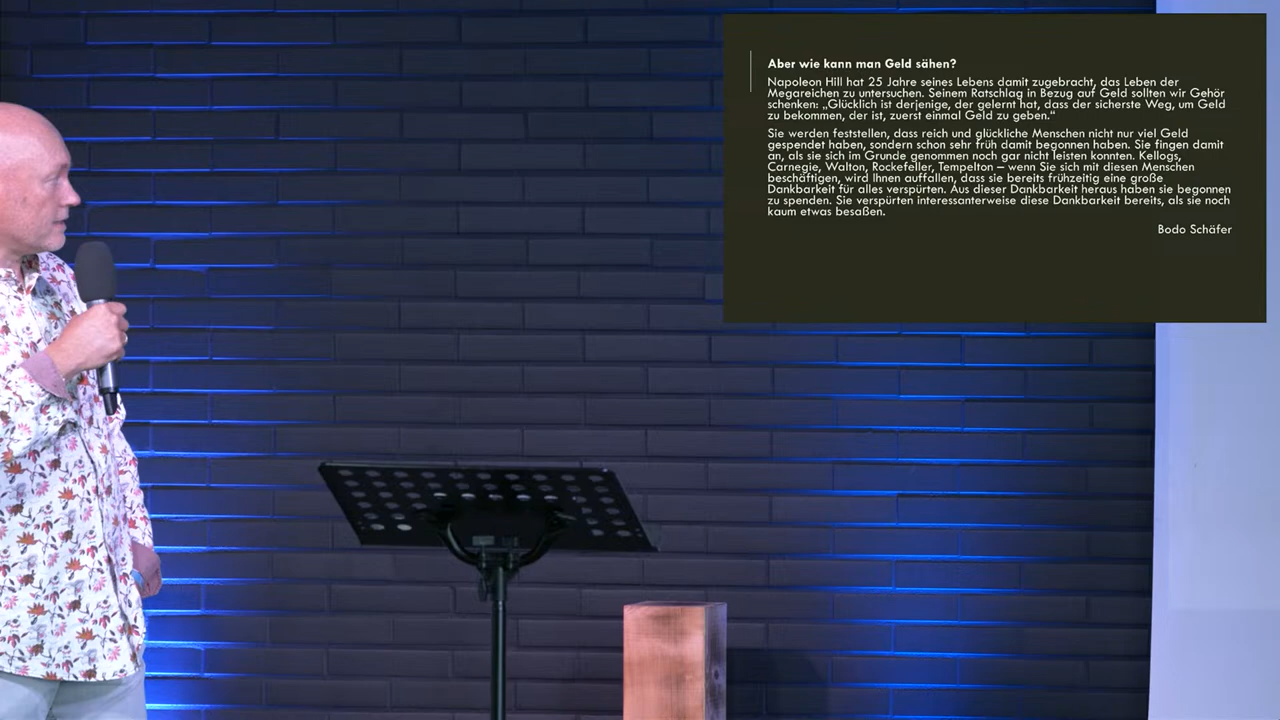 Aber wie kann man Geld sähen?
Napoleon Hill hat 25 Jahre seines Lebens damit zugebracht, das Leben der
Megareichen zu untersuchen. Seinem Ratschlag in Bezug auf Geld sollten wir Gehör
schenken: „Glücklich ist derjenige, der gelernt hat, dass der sicherste Weg, um Geld
zu bekommen, der ist, zuerst einmal Geld zu geben.“
Sie werden feststellen, dass reich und glückliche Menschen nicht nur viel Geld
gespendet haben, sondern schon sehr früh damit begonnen haben. Sie fingen damit
an, als sie sich im Grunde genommen noch gar nicht leisten konnten. Kellogs,
Carnegie, Walton, Rockefeller, Tempelton – wenn Sie sich mit diesen Menschen
beschäftigen, wird Ihnen auffallen, dass sie bereits frühzeitig eine große
Dankbarkeit für alles verspürten. Aus dieser Dankbarkeit heraus haben sie begonnen
zu spenden. Sie verspürten interessanterweise diese Dankbarkeit bereits, als sie noch
kaum etwas besaßen.
Bodo Schäfer